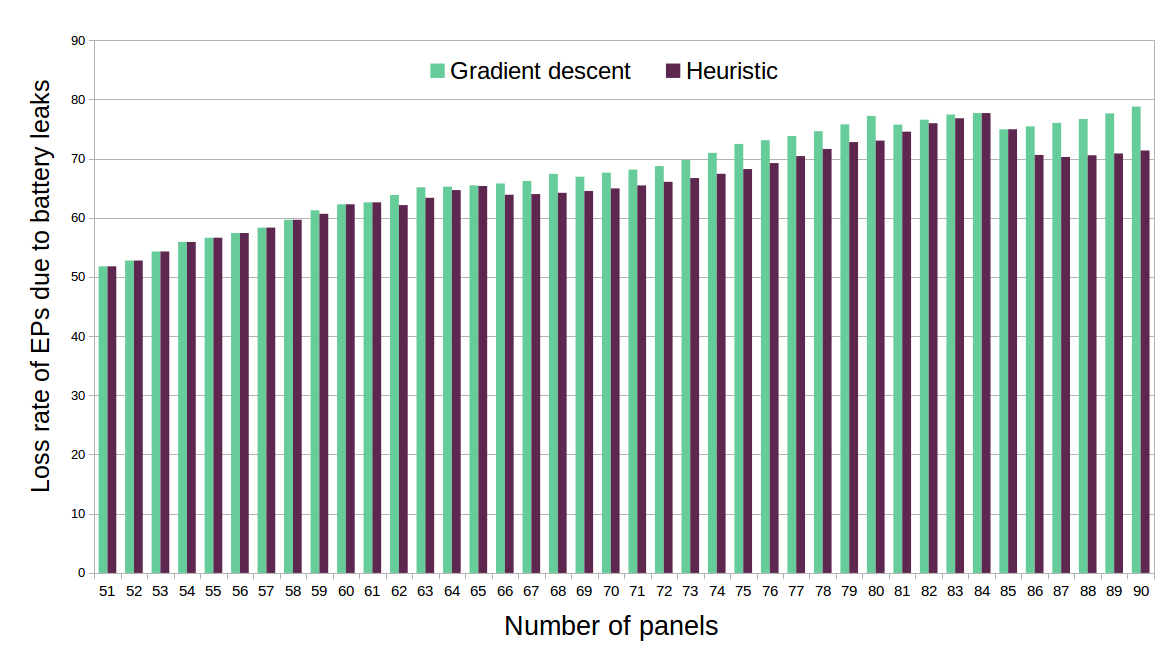 90
80
70
60
50
40
30
20
10
0
Loss rate of EPs due to battery leaks
Gradient descent Heuristic
51 52 53 54 55 56 57 58 59 60 61 62 63 64 65 66 67 68 69 70 71 72 73 74 75 76 77 78 79 80 81 82 83 84 85 86 87 88 89 90
Number of panels